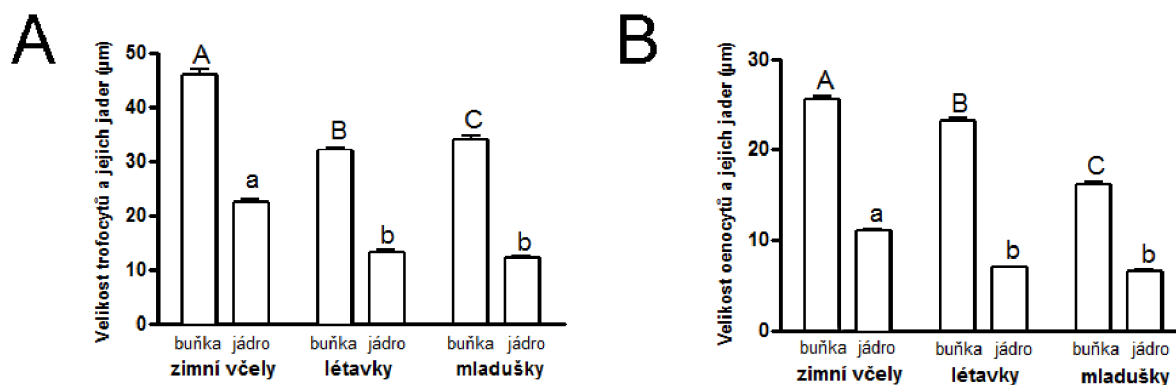 A
Velikost trofocytů a jejich jader (µm)
50
40
30
20
10
0
A
a
B
b
C
b
buňka jádro buňka jádro buňka jádro
zimní včely létavky mladušky
B
Velikost oenocytů a jejich jader (µm)
30
20
10
0
A
a
B
b
C
b
buňka jádro buňka jádro buňka jádro
zimní včely létavky mladušky